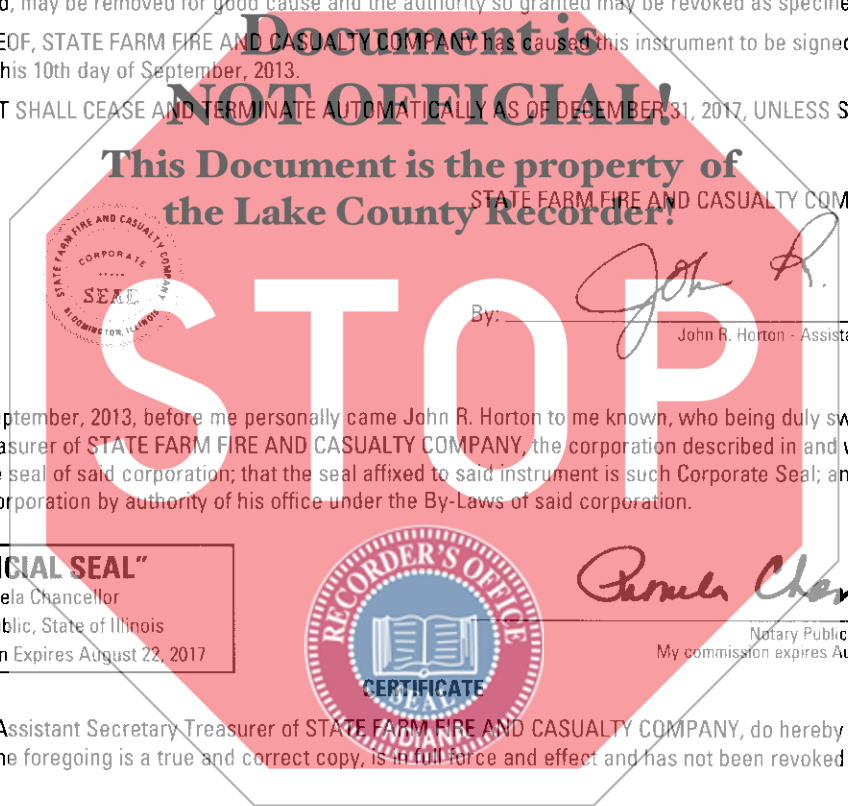 d, may be removed for good cause and the authority so granted may be revoked as specifie
Document is
EOF, STATE FARM FIRE AND CASUALTY COMPANY has caused this instrument to be signed
his 10th day of September, 2013.
NOT OFFICIAL!
T SHALL CEASE AND TERMINATE AUTOMATICALLY AS OF DECEMBER 31, 2017, UNLESS S
This Document is the property of
the Lake County Recorder!
STATE FARM FIRE AND CASUALTY COM
STATE FARM FIRE AND CASUALTY COMPANY
CORPORATE
SEAL
BLOOMINGTON, ILLINOIS
STOP
By:
John R.
John R. Horton - Assista
ptember, 2013, before me personally came John R. Horton to me known, who being duly sw
asurer of STATE FARM FIRE AND CASUALTY COMPANY, the corporation described in and w
e seal of said corporation; that the seal affixed to said instrument is such Corporate Seal; an
orporation by authority of his office under the By-Laws of said corporation.
CIAL SEAL"
ela Chancellor
blic, State of Illinois
n Expires August 22, 2017
RECORDER'S OFFICE
SEAL
INDIANA
Pamela Chan
Notary Public
My commission expires Au
CERTIFICATE
Assistant Secretary Treasurer of STATE FARM FIRE AND CASUALTY COMPANY, do hereby
he foregoing is a true and correct copy, is in full force and effect and has not been revoked